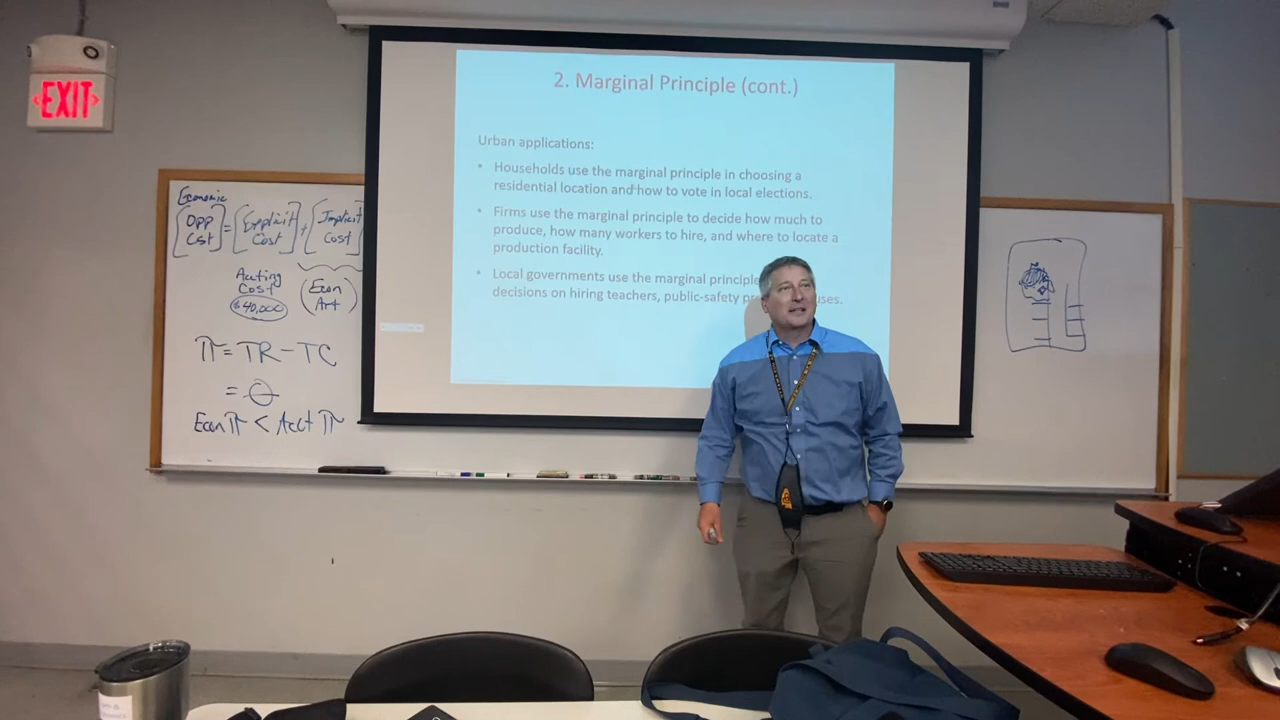 EXIT
2. Marginal Principle (cont.)
Urban applications:
• Households use the marginal principle in choosing a
residential location and how to vote in local elections.
• Firms use the marginal principle to decide how much to
produce, how many workers to hire, and where to locate a
production facility.
• Local governments use the marginal principle
decisions on hiring teachers, public-safety
Economic
[Opp Cst] = [Explicit Cost] + [Implicit Cost]
Accting Cost
$40,000
(Econ Art)
π = TR - TC
= 0
Econ π < Acct π